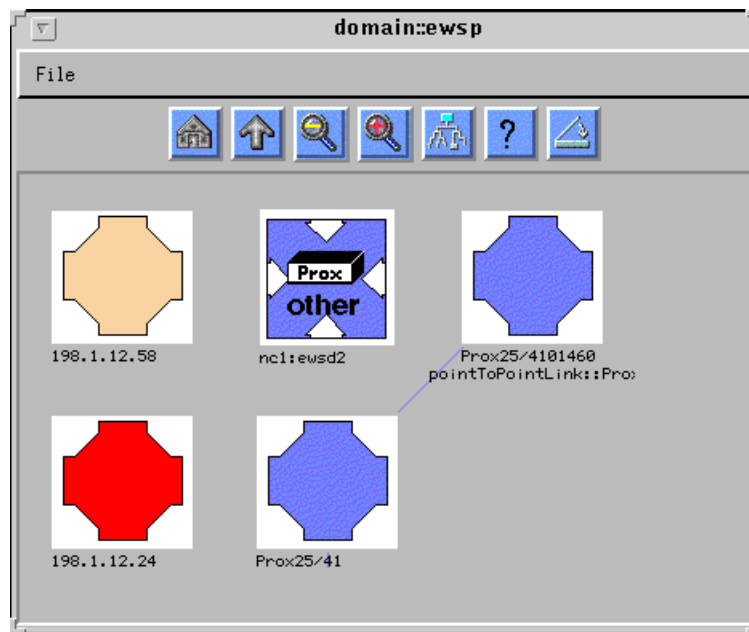 domain::ewsp
File
?
Prox
other
198.1.12.58
nc1:ewsd2
Prox25/4101460
pointToPointLink::Prox
198.1.12.24
Prox25/41